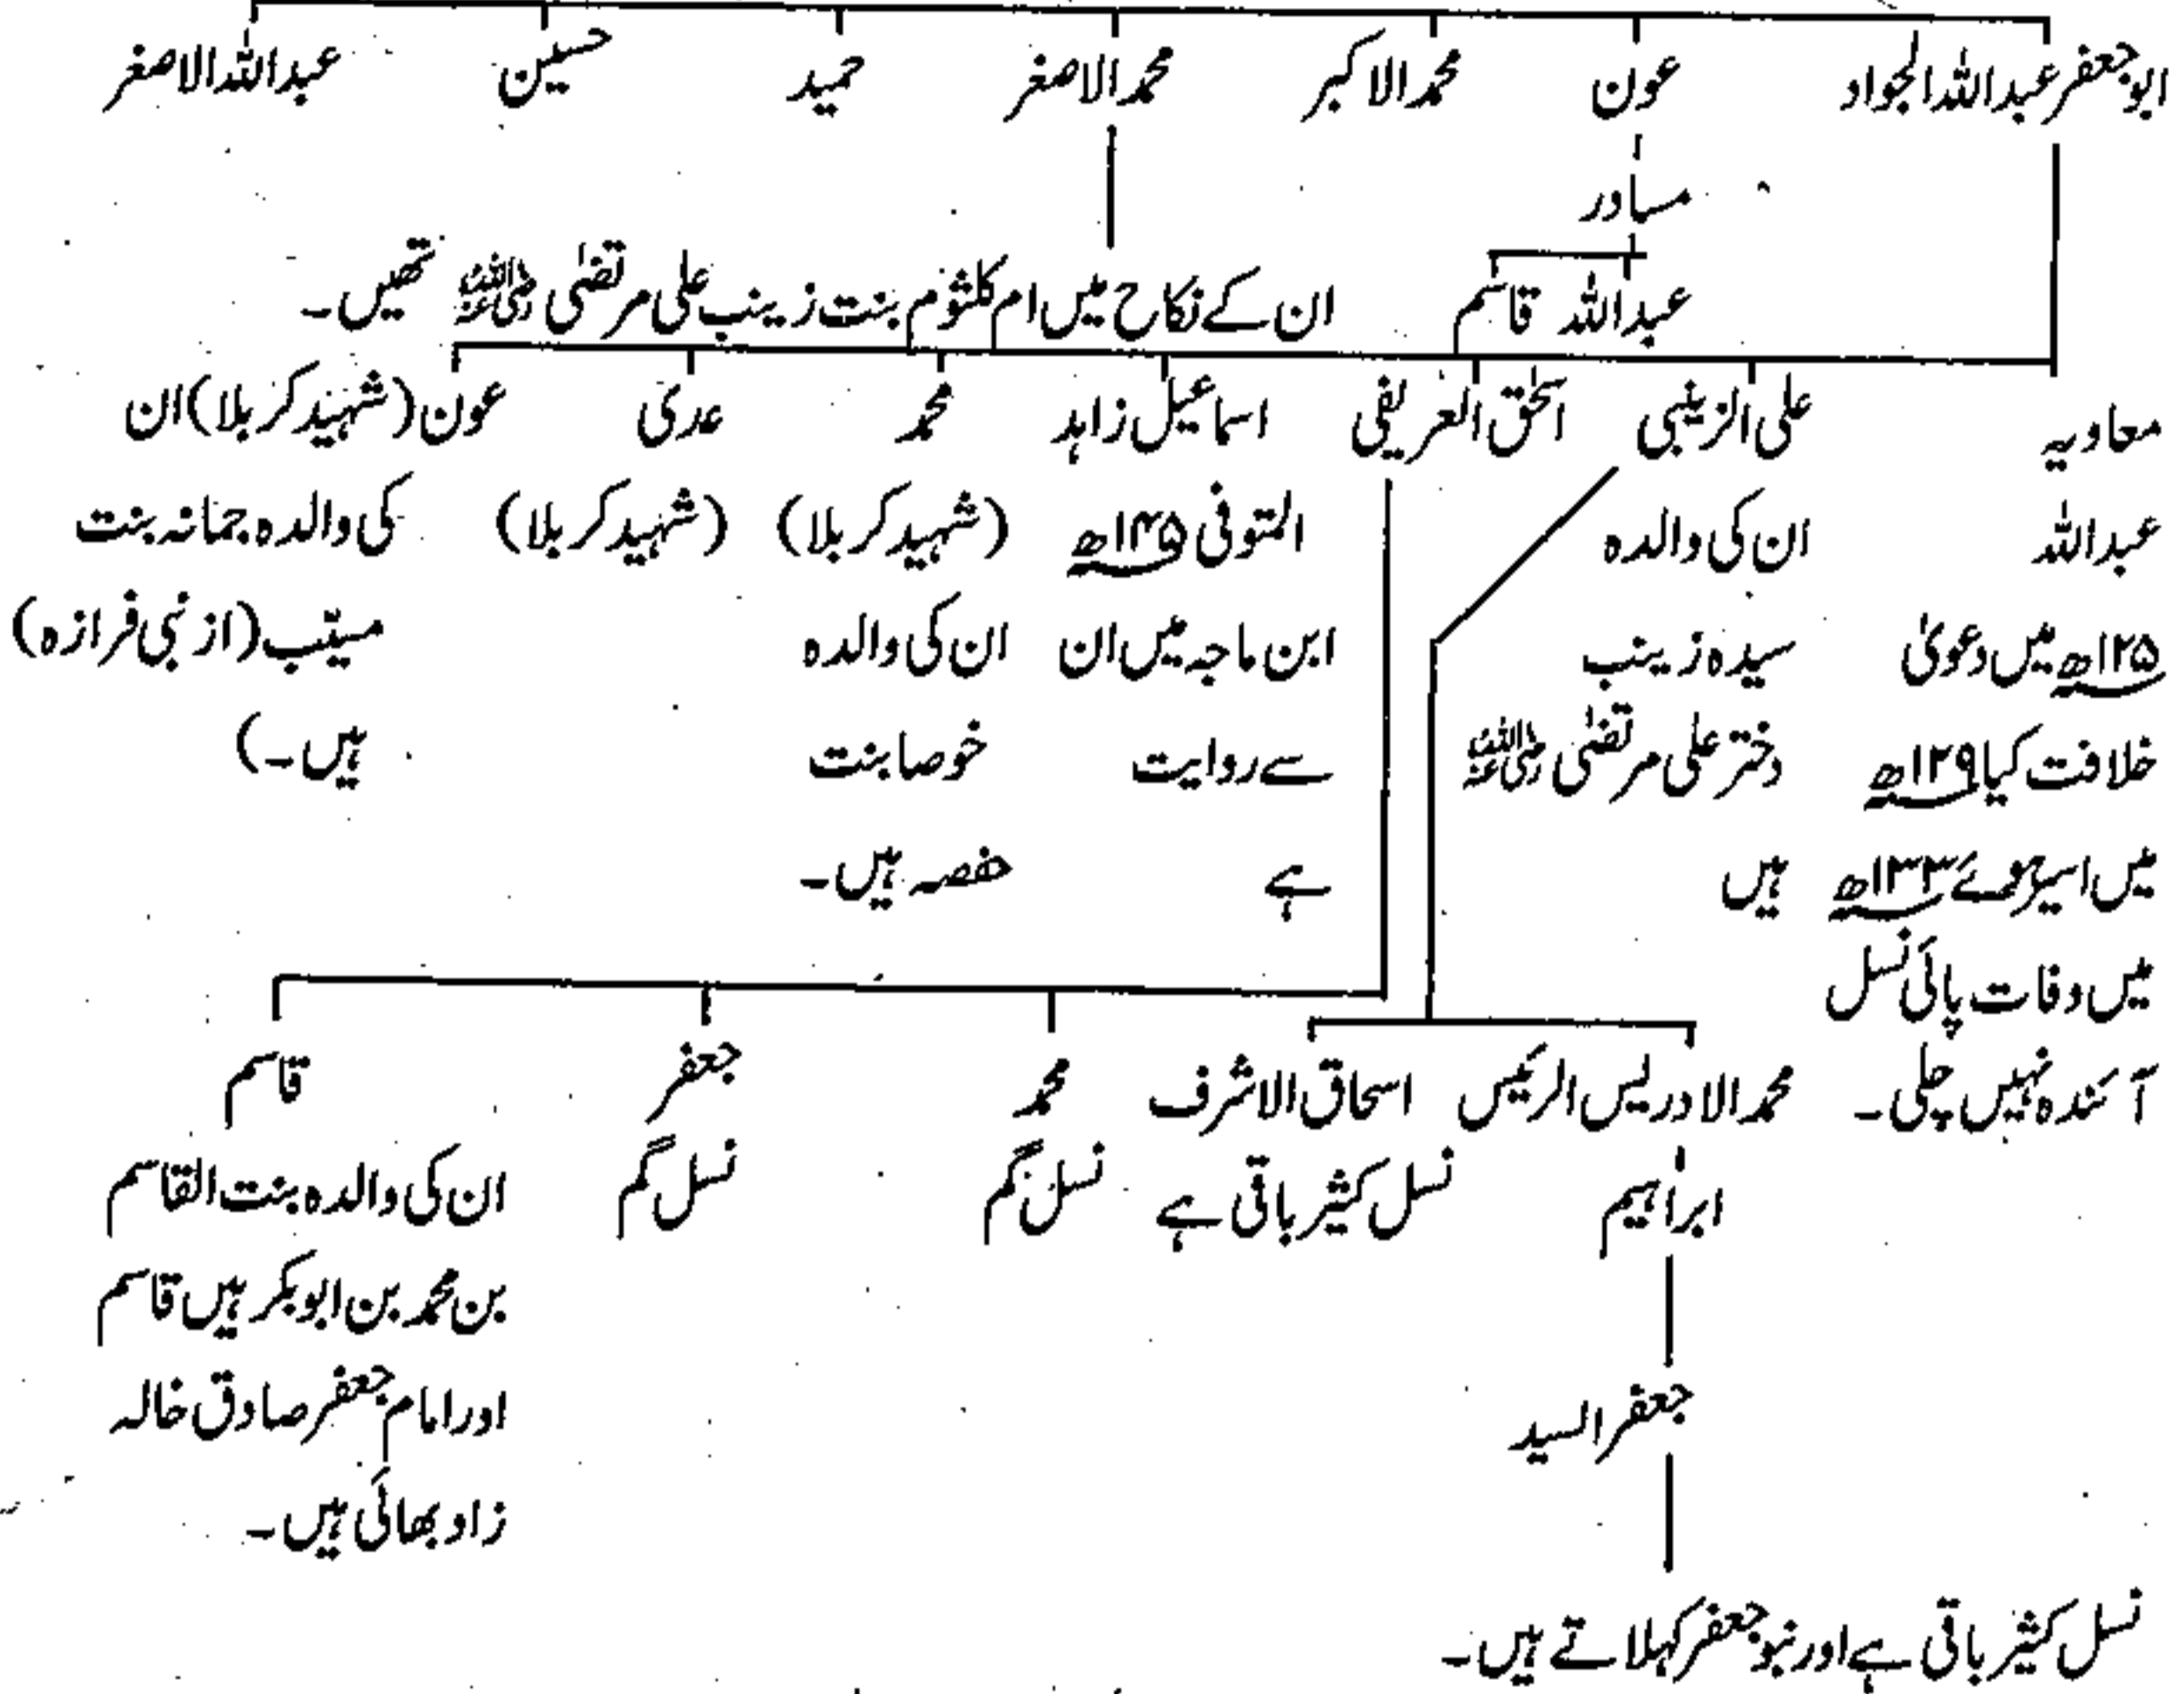 ابوجعفر عبداللہ الجواد عون محمد الاکبر محمد الاصغر حمید حسین عبداللہ الاصغر
مساور
عبداللہ قاسم
ان کے نکاح میں ام کلثوم بنت زینب علی مرتضیٰ رضی اللہ عنہ تھیں۔
معاویہ
عبداللہ
۱۲۵ھ میں دعویٰ
خلافت کیا ۱۲۹ھ
میں اسیر ہوئے ۱۳۳ھ
میں وفات پائی نسل
آئندہ نہیں چلی۔
علی الزینبی
ان کی والدہ
سیدہ زینب
دختر علی مرتضیٰ رضی اللہ عنہ
ہیں
اسحٰق العریفی
اسماعیل زاہد
المتوفی ۱۴۵ھ
ابن ماجہ میں ان
سے روایت
ہے
محمد
(شہید کربلا)
ان کی والدہ
خوصا بنت
حفصہ ہیں۔
عدی
(شہید کربلا)
عون (شہید کربلا) ان
کی والدہ جمانہ بنت
مسیّب (از بنی فرازہ)
ہیں۔)
محمد الادریس الرئیس
ابراہیم
جعفر السید
نسل کثیر باقی ہے اور بنو جعفر کہلاتے ہیں۔
اسحاق الاشرف
نسل کثیر باقی ہے
محمد
نسل گم
جعفر
نسل گم
قاسم
ان کی والدہ بنت القاسم
بن محمد بن ابوبکر ہیں قاسم
اور امام جعفر صادق خالہ
زاد بھائی ہیں۔